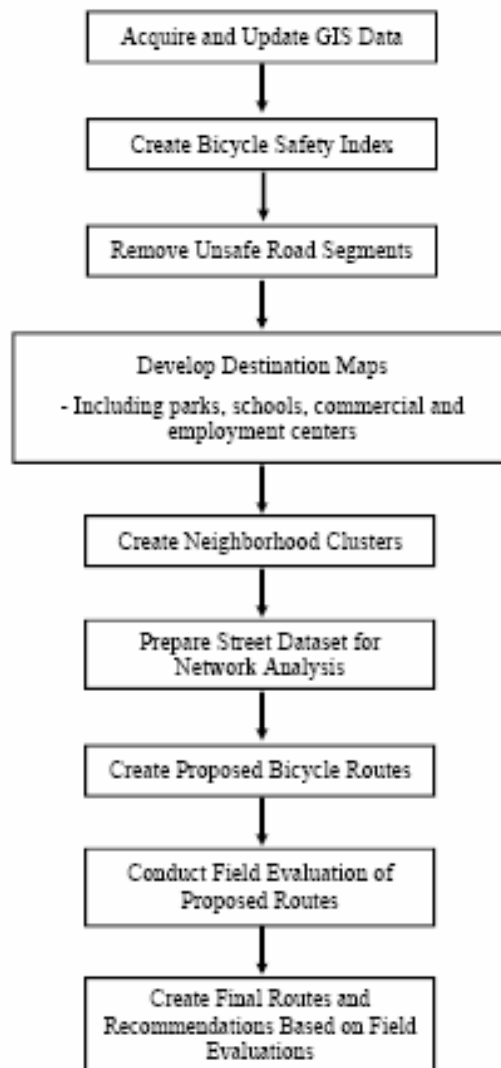 Acquire and Update GIS Data
Create Bicycle Safety Index
Remove Unsafe Road Segments
Develop Destination Maps
- Including parks, schools, commercial and
employment centers
Create Neighborhood Clusters
Prepare Street Dataset for
Network Analysis
Create Proposed Bicycle Routes
Conduct Field Evaluation of
Proposed Routes
Create Final Routes and
Recommendations Based on Field
Evaluations